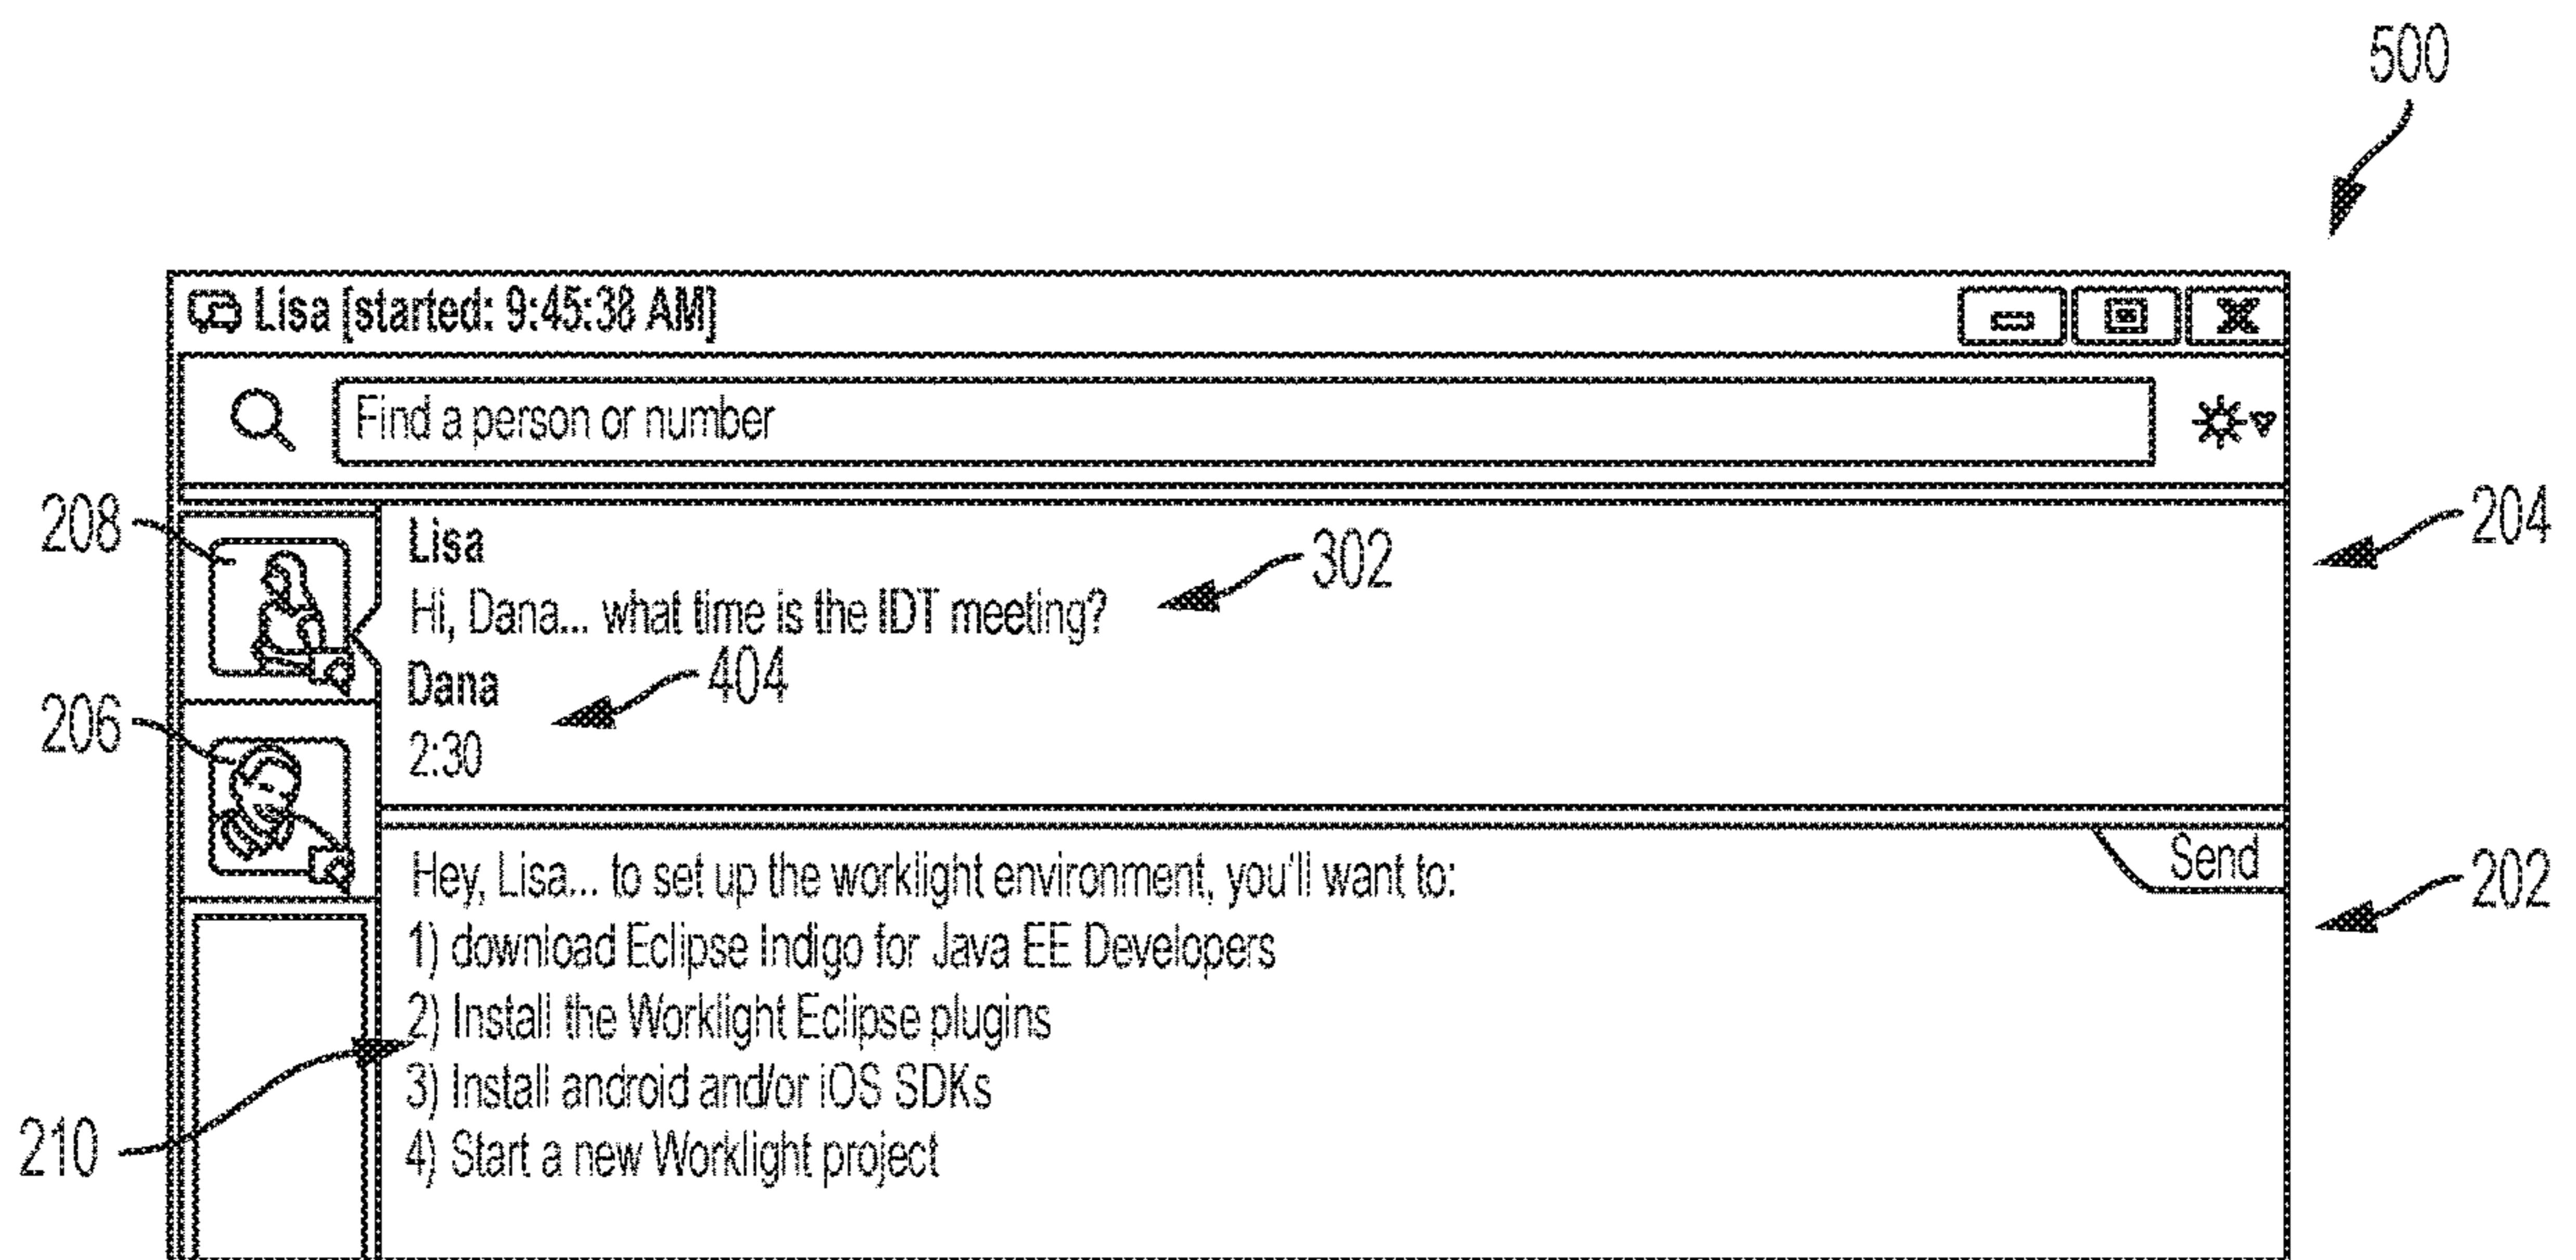 500
Lisa [started: 9:45:38 AM]
Find a person or number
208
204
Lisa
302
Hi, Dana... what time is the IDT meeting?
Dana
404
206
2:30
Send
Hey, Lisa... to set up the worklight environment, you'll want to:
202
1) download Eclipse Indigo for Java EE Developers
2) Install the Worklight Eclipse plugins
3) Install android and/or iOS SDKs
210
4) Start a new Worklight project